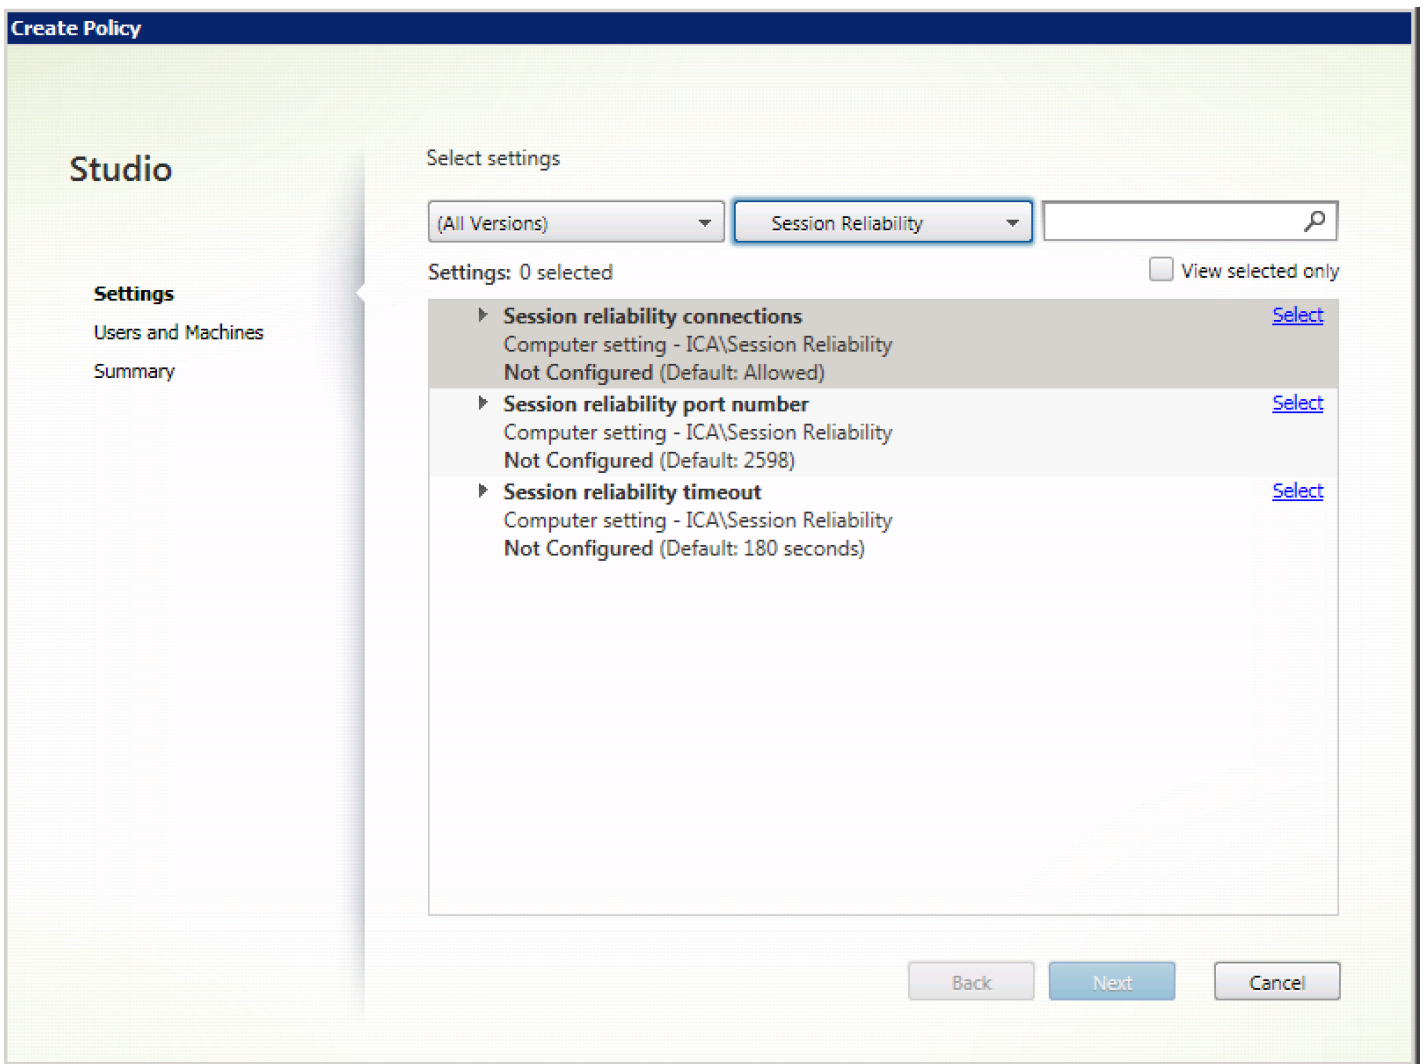 Create Policy
Studio
Settings
Users and Machines
Summary
Select settings
(All Versions)
Session Reliability
Settings: 0 selected
View selected only
Session reliability connections
Select
Computer setting - ICA\Session Reliability
Not Configured (Default: Allowed)
Session reliability port number
Select
Computer setting - ICA\Session Reliability
Not Configured (Default: 2598)
Session reliability timeout
Select
Computer setting - ICA\Session Reliability
Not Configured (Default: 180 seconds)
Back
Next
Cancel